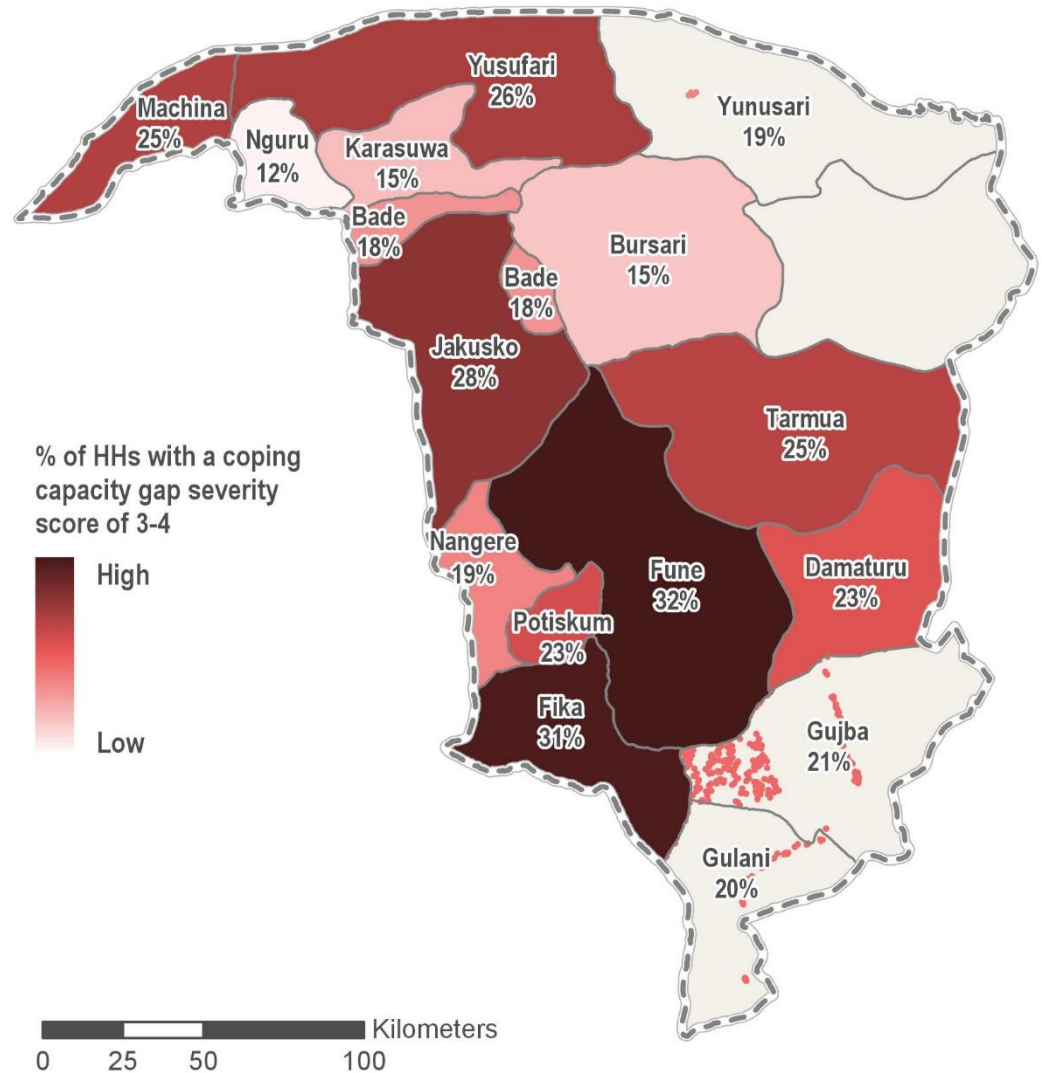 Yusufari
26%
Machina
25%
Yunusari
19%
Nguru
12%
Karasuwa
15%
Bade
18%
Bursari
15%
Bade
18%
Jakusko
28%
Tarmua
25%
% of HHs with a coping
capacity gap severity
score of 3-4
High
Low
Nangere
19%
Fune
32%
Damaturu
23%
Potiskum
23%
Fika
31%
Gujba
21%
Gulani
20%
Kilometers
0 25 50 100